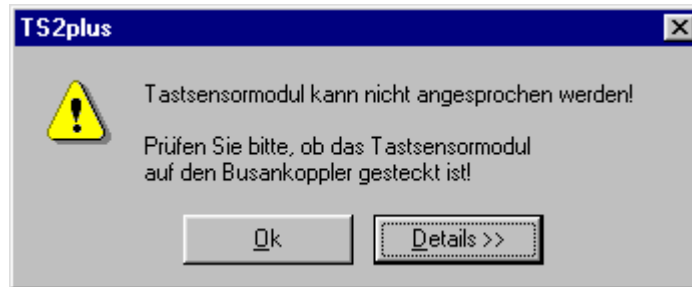 TS2plus
Tastsensormodul kann nicht angesprochen werden!
Prüfen Sie bitte, ob das Tastsensormodul
auf den Busankoppler gesteckt ist!
Ok
Details >>